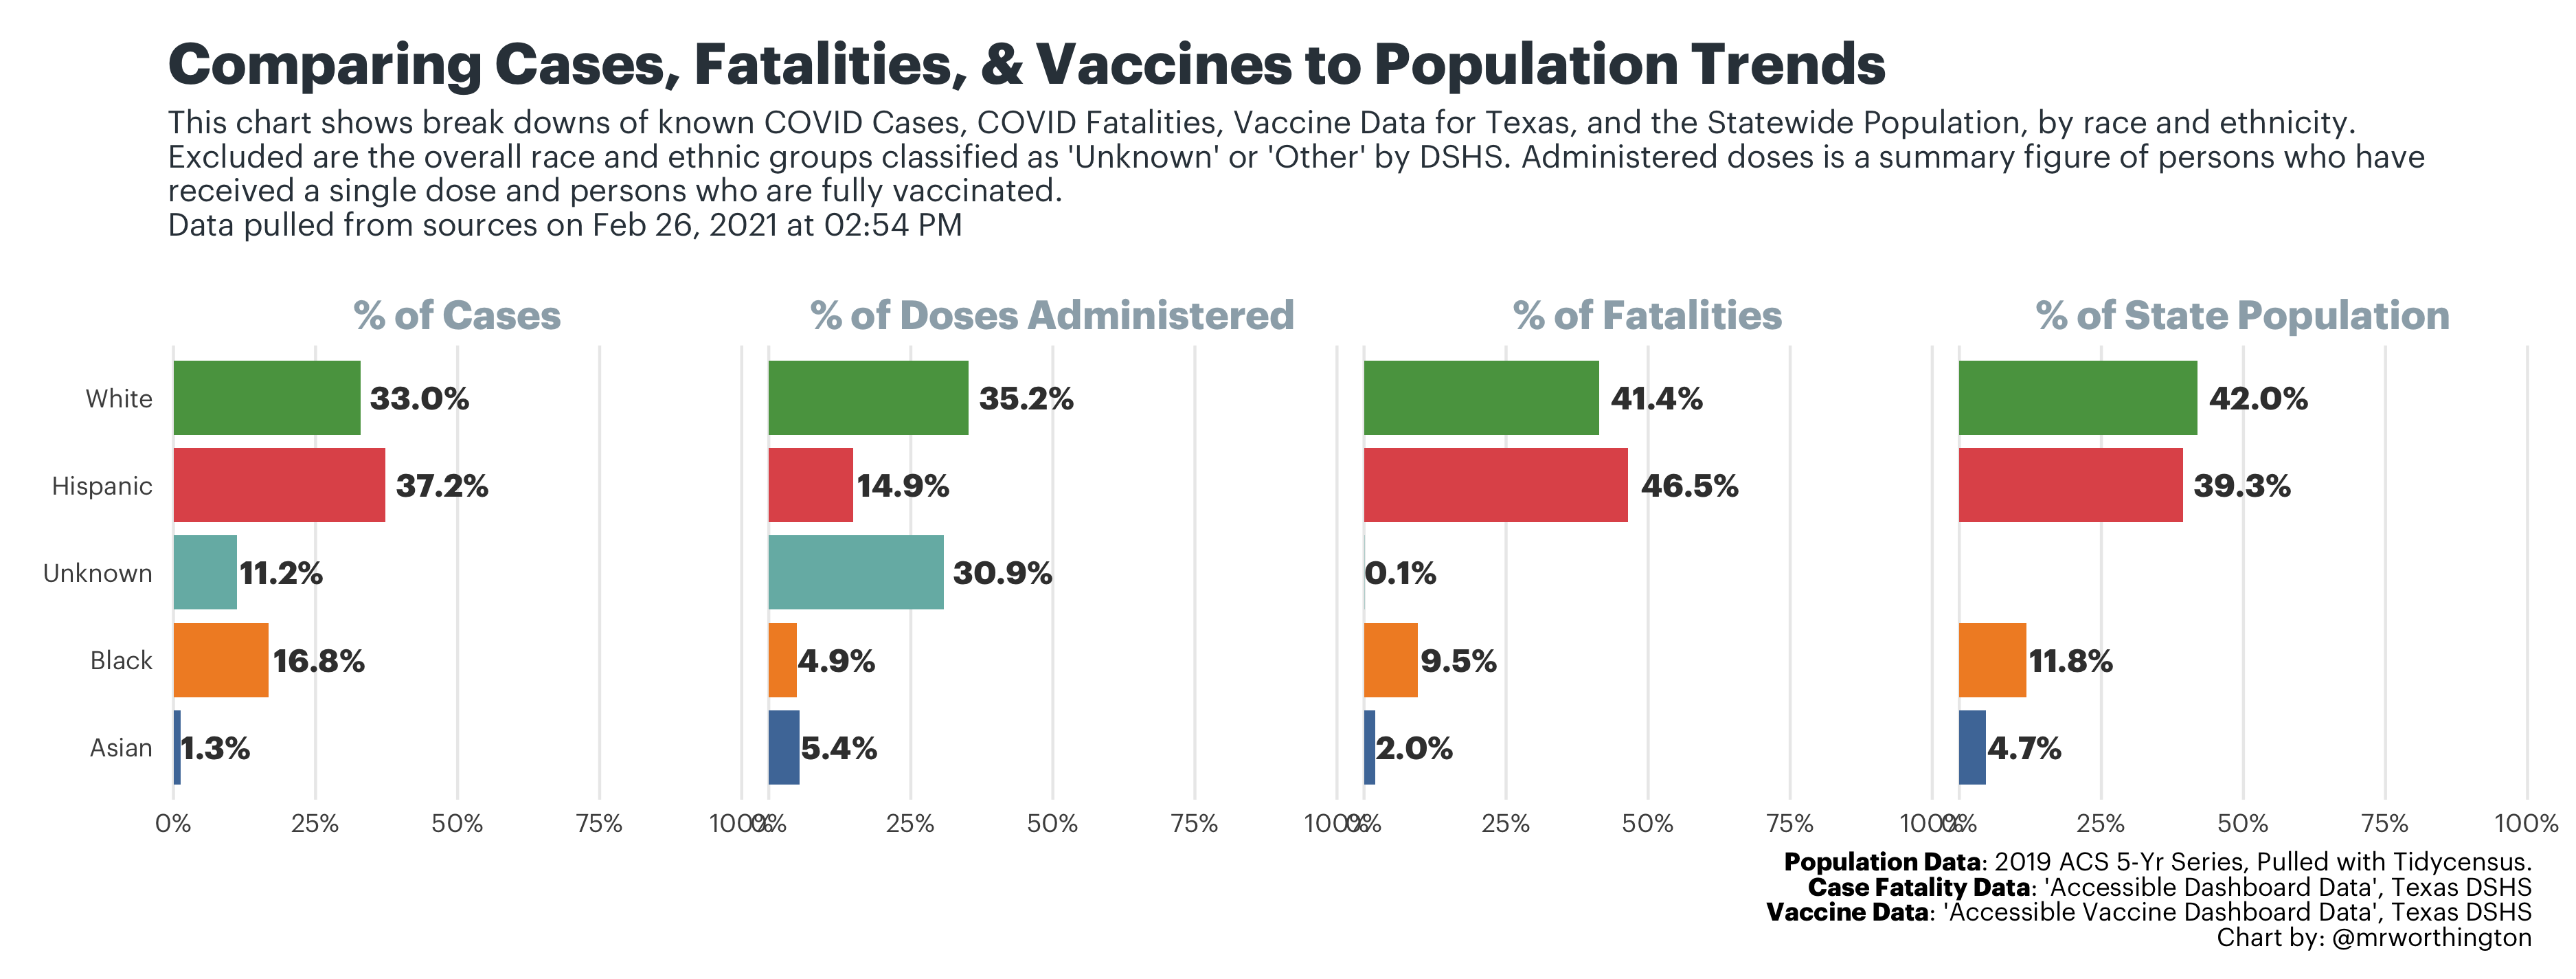 Comparing Cases, Fatalities, & Vaccines to Population Trends
This chart shows break downs of known COVID Cases, COVID Fatalities, Vaccine Data for Texas, and the Statewide Population, by race and ethnicity.
Excluded are the overall race and ethnic groups classified as 'Unknown' or 'Other' by DSHS. Administered doses is a summary figure of persons who have
received a single dose and persons who are fully vaccinated.
Data pulled from sources on Feb 26, 2021 at 02:54 PM
% of Cases % of Doses Administered % of Fatalities % of State Population
White 33.0% 35.2% 41.4% 42.0%
Hispanic 37.2% 14.9% 46.5% 39.3%
Unknown 11.2% 30.9% 0.1%
Black 16.8% 4.9% 9.5% 11.8%
Asian 1.3% 5.4% 2.0% 4.7%
0% 25% 50% 75% 100% 0% 25% 50% 75% 100% 0% 25% 50% 75% 100% 0% 25% 50% 75% 100%
Population Data: 2019 ACS 5-Yr Series, Pulled with Tidycensus.
Case Fatality Data: 'Accessible Dashboard Data', Texas DSHS
Vaccine Data: 'Accessible Vaccine Dashboard Data', Texas DSHS
Chart by: @mrworthington